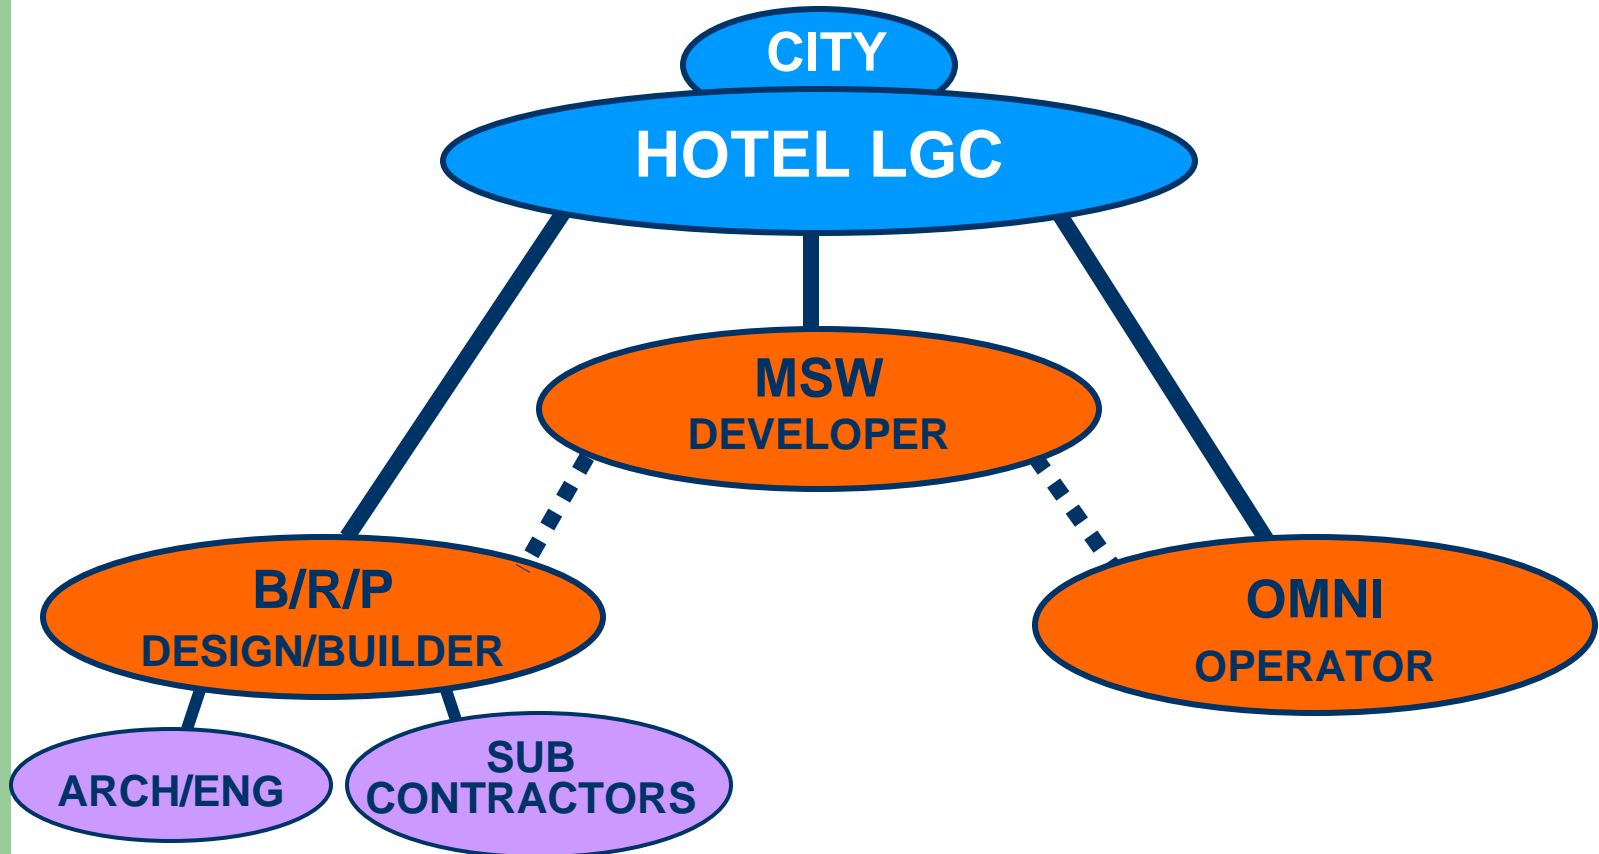 CITY
HOTEL LGC
MSW
DEVELOPER
B/R/P
DESIGN/BUILDER
OMNI
OPERATOR
ARCH/ENG
SUB
CONTRACTORS